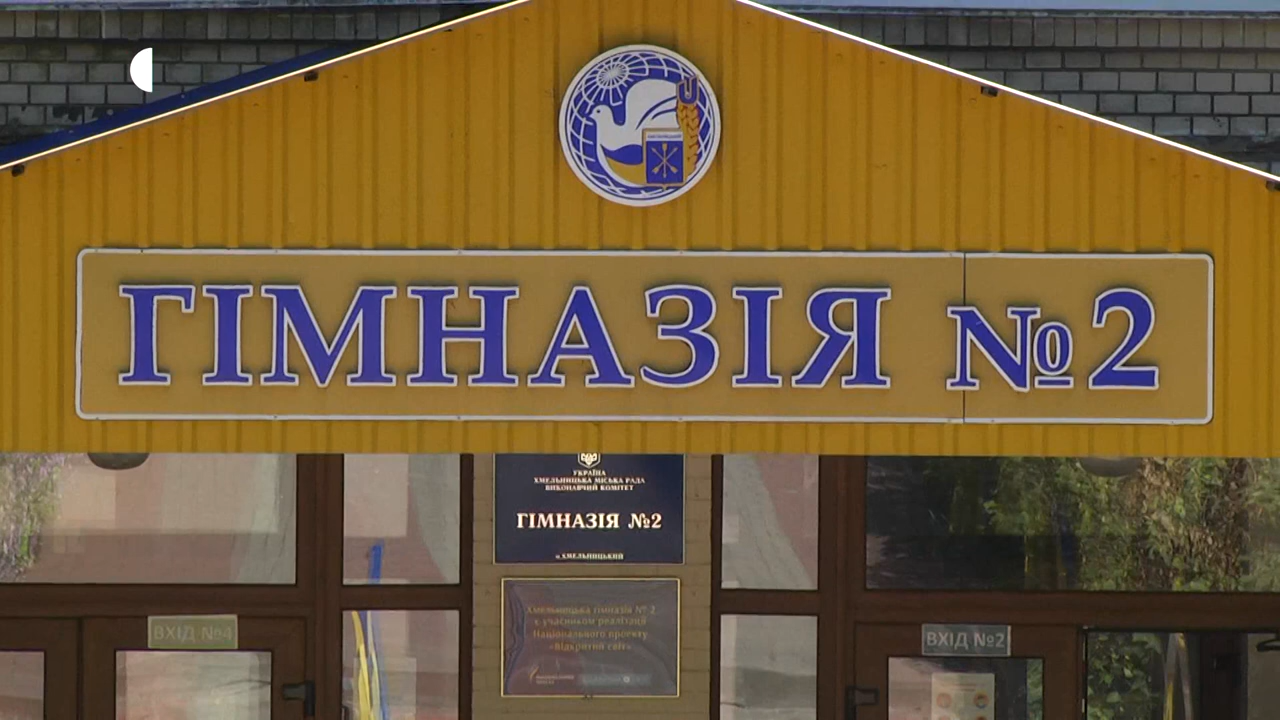 ГІМНАЗІЯ №2
УКРАЇНА
ХМЕЛЬНИЦЬКА МІСЬКА РАДА
ВИКОНАВЧИЙ КОМІТЕТ
ГІМНАЗІЯ №2
м.ХМЕЛЬНИЦЬКИЙ
Хмельницька гімназія № 2
є учасником реалізації
Національного проекту
«Відкритий світ»
ВХІД №4
ВХІД №2